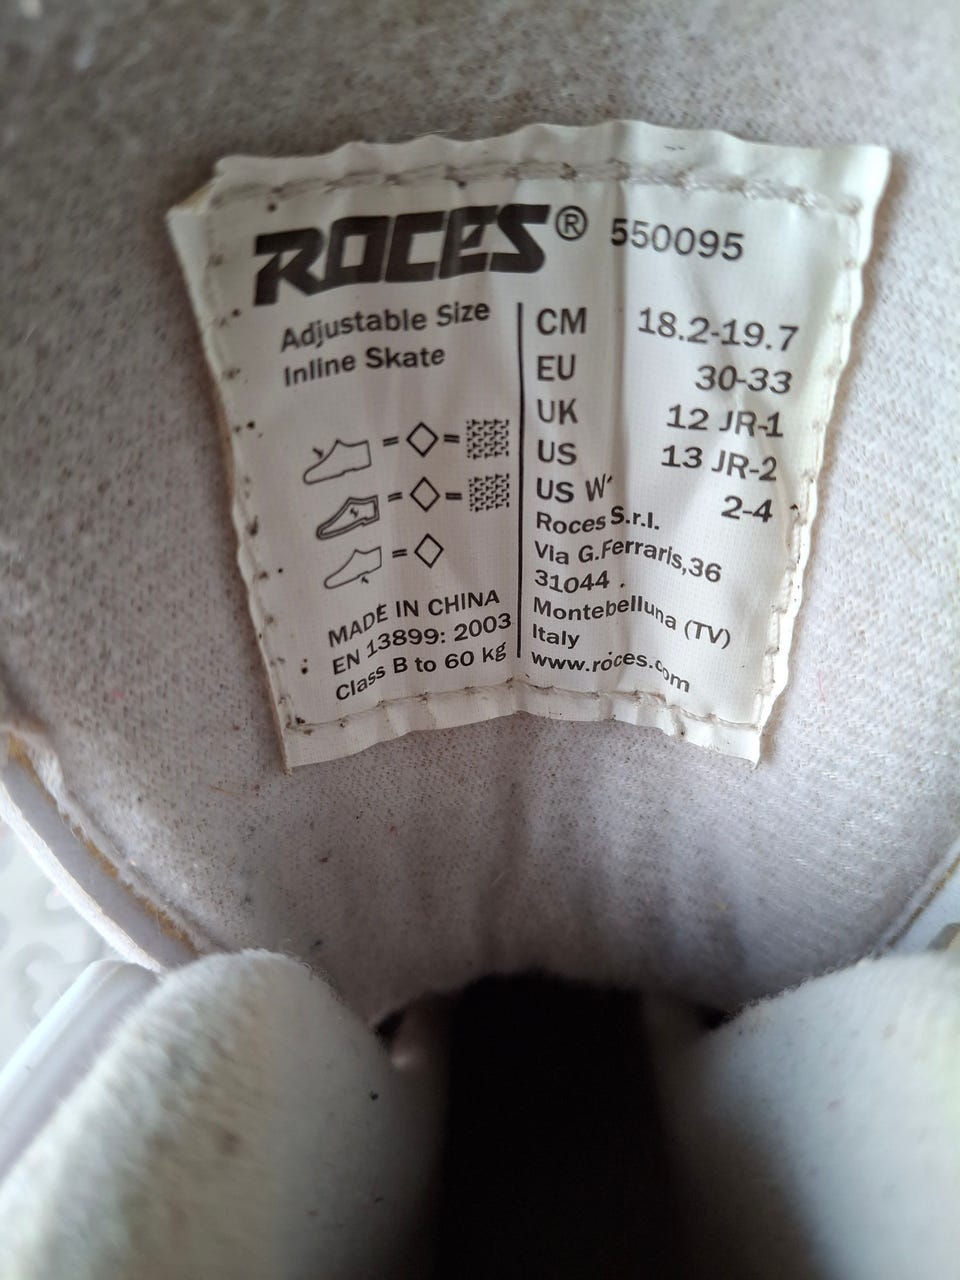 ROCES® 550095
Adjustable Size
Inline Skate
=◇=
=◇=
=◇
MADE IN CHINA
EN 13899: 2003
Class B to 60 kg
CM 18.2-19.7
EU 30-33
UK 12 JR-1
US 13 JR-2
US W' 2-4
Roces S.r.l.
Via G.Ferraris,36
31044 .
Montebelluna (TV)
Italy
www.roces.com